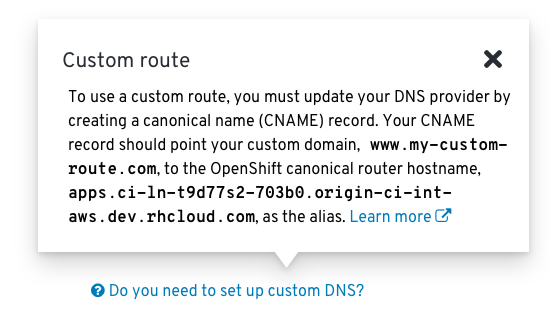 Custom route
To use a custom route, you must update your DNS provider by
creating a canonical name (CNAME) record. Your CNAME
record should point your custom domain, www.my-custom-
route.com, to the OpenShift canonical router hostname,
apps.ci-ln-t9d77s2-703b0.origin-ci-int-
aws.dev.rhcloud.com, as the alias. Learn more
Do you need to set up custom DNS?